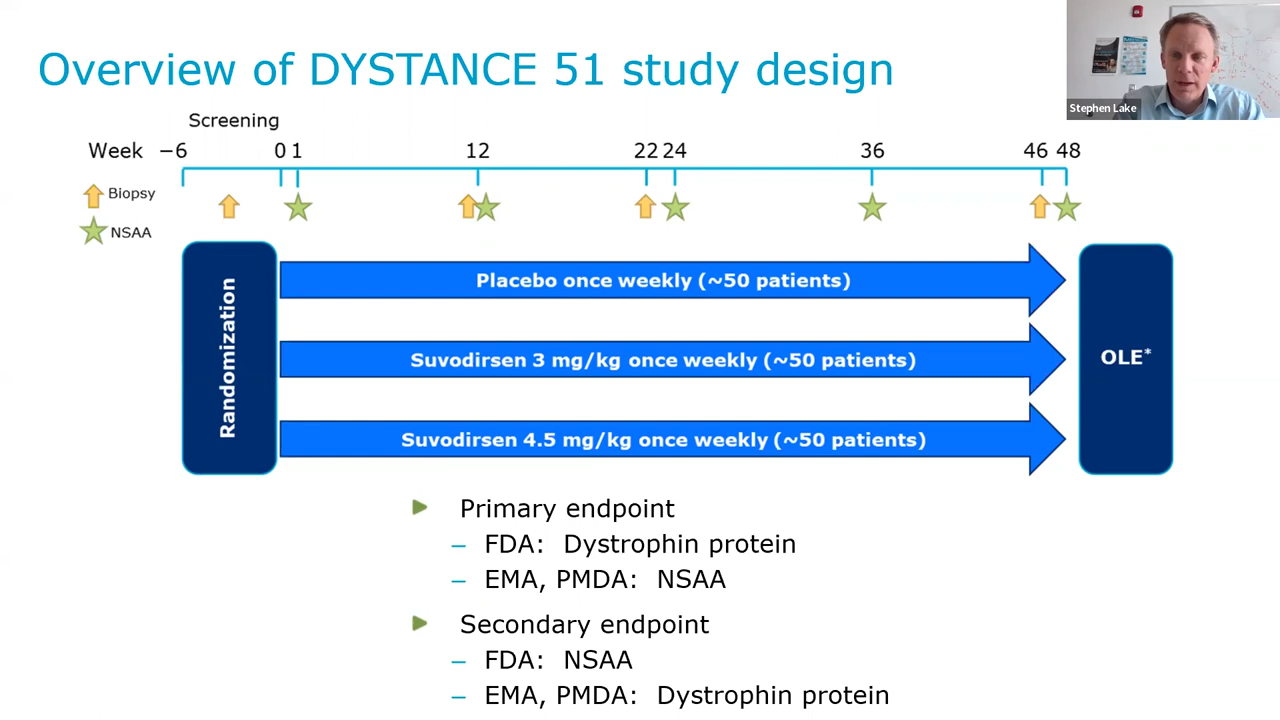 Overview of DYSTANCE 51 study design
Stephen Lake
Screening
Week −6 0 1 12 22 24 36 46 48
Biopsy
NSAA
Randomization
Placebo once weekly (~50 patients)
Suvodirsen 3 mg/kg once weekly (~50 patients)
Suvodirsen 4.5 mg/kg once weekly (~50 patients)
OLE*
Primary endpoint
– FDA: Dystrophin protein
– EMA, PMDA: NSAA
Secondary endpoint
– FDA: NSAA
– EMA, PMDA: Dystrophin protein